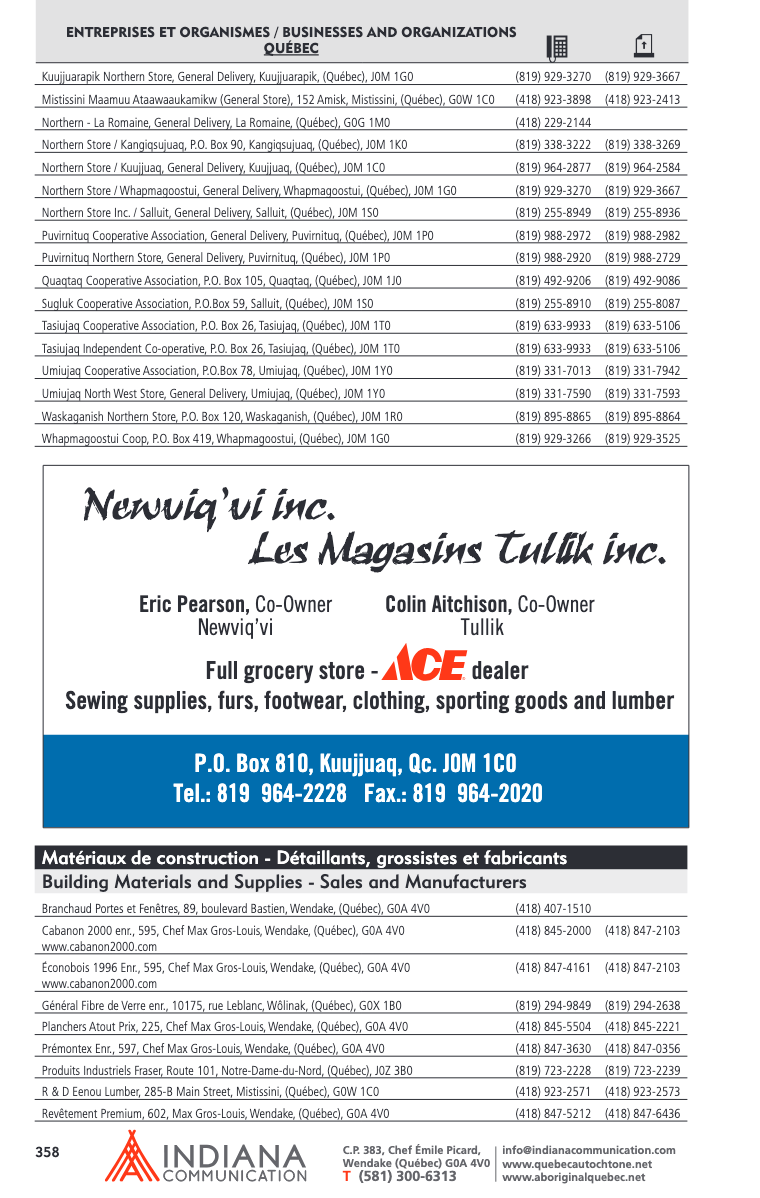 ENTREPRISES ET ORGANISMES / BUSINESSES AND ORGANIZATIONS
QUÉBEC
Kuujjuarapik Northern Store, General Delivery, Kuujjuarapik, (Québec), J0M 1G0 (819) 929-3270 (819) 929-3667
Mistissini Maamuu Ataawaaukamikw (General Store), 152 Amisk, Mistissini, (Québec), G0W 1C0 (418) 923-3898 (418) 923-2413
Northern - La Romaine, General Delivery, La Romaine, (Québec), G0G 1M0 (418) 229-2144
Northern Store / Kangiqsujuaq, P.O. Box 90, Kangiqsujuaq, (Québec), J0M 1K0 (819) 338-3222 (819) 338-3269
Northern Store / Kuujjuaq, General Delivery, Kuujjuaq, (Québec), J0M 1C0 (819) 964-2877 (819) 964-2584
Northern Store / Whapmagoostui, General Delivery, Whapmagoostui, (Québec), J0M 1G0 (819) 929-3270 (819) 929-3667
Northern Store Inc. / Salluit, General Delivery, Salluit, (Québec), J0M 1S0 (819) 255-8949 (819) 255-8936
Puvirnituq Cooperative Association, General Delivery, Puvirnituq, (Québec), J0M 1P0 (819) 988-2972 (819) 988-2982
Puvirnituq Northern Store, General Delivery, Puvirnituq, (Québec), J0M 1P0 (819) 988-2920 (819) 988-2729
Quaqtaq Cooperative Association, P.O. Box 105, Quaqtaq, (Québec), J0M 1J0 (819) 492-9206 (819) 492-9086
Sugluk Cooperative Association, P.O.Box 59, Salluit, (Québec), J0M 1S0 (819) 255-8910 (819) 255-8087
Tasiujaq Cooperative Association, P.O. Box 26, Tasiujaq, (Québec), J0M 1T0 (819) 633-9933 (819) 633-5106
Tasiujaq Independent Co-operative, P.O. Box 26, Tasiujaq, (Québec), J0M 1T0 (819) 633-9933 (819) 633-5106
Umiujaq Cooperative Association, P.O.Box 78, Umiujaq, (Québec), J0M 1Y0 (819) 331-7013 (819) 331-7942
Umiujaq North West Store, General Delivery, Umiujaq, (Québec), J0M 1Y0 (819) 331-7590 (819) 331-7593
Waskaganish Northern Store, P.O. Box 120, Waskaganish, (Québec), J0M 1R0 (819) 895-8865 (819) 895-8864
Whapmagoostui Coop, P.O. Box 419, Whapmagoostui, (Québec), J0M 1G0 (819) 929-3266 (819) 929-3525
Newviq'vi inc.
Les Magasins Tullik inc.
Eric Pearson, Co-Owner Colin Aitchison, Co-Owner
Newviq'vi Tullik
Full grocery store - ACE dealer
Sewing supplies, furs, footwear, clothing, sporting goods and lumber
P.O. Box 810, Kuujjuaq, Qc. J0M 1C0
Tel.: 819 964-2228 Fax.: 819 964-2020
Matériaux de construction - Détaillants, grossistes et fabricants
Building Materials and Supplies - Sales and Manufacturers
Branchaud Portes et Fenêtres, 89, boulevard Bastien, Wendake, (Québec), G0A 4V0 (418) 407-1510
Cabanon 2000 enr., 595, Chef Max Gros-Louis, Wendake, (Québec), G0A 4V0 (418) 845-2000 (418) 847-2103
www.cabanon2000.com
Éconobois 1996 Enr., 595, Chef Max Gros-Louis, Wendake, (Québec), G0A 4V0 (418) 847-4161 (418) 847-2103
www.cabanon2000.com
Général Fibre de Verre enr., 10175, rue Leblanc, Wôlinak, (Québec), G0X 1B0 (819) 294-9849 (819) 294-2638
Planchers Atout Prix, 225, Chef Max Gros-Louis, Wendake, (Québec), G0A 4V0 (418) 845-5504 (418) 845-2221
Prémontex Enr., 597, Chef Max Gros-Louis, Wendake, (Québec), G0A 4V0 (418) 847-3630 (418) 847-0356
Produits Industriels Fraser, Route 101, Notre-Dame-du-Nord, (Québec), J0Z 3B0 (819) 723-2228 (819) 723-2239
R & D Eenou Lumber, 285-B Main Street, Mistissini, (Québec), G0W 1C0 (418) 923-2571 (418) 923-2573
Revêtement Premium, 602, Max Gros-Louis, Wendake, (Québec), G0A 4V0 (418) 847-5212 (418) 847-6436
358
INDIANA
COMMUNICATION
C.P. 383, Chef Émile Picard,
Wendake (Québec) G0A 4V0
T (581) 300-6313
info@indianacommunication.com
www.quebecautochtone.net
www.aboriginalquebec.net